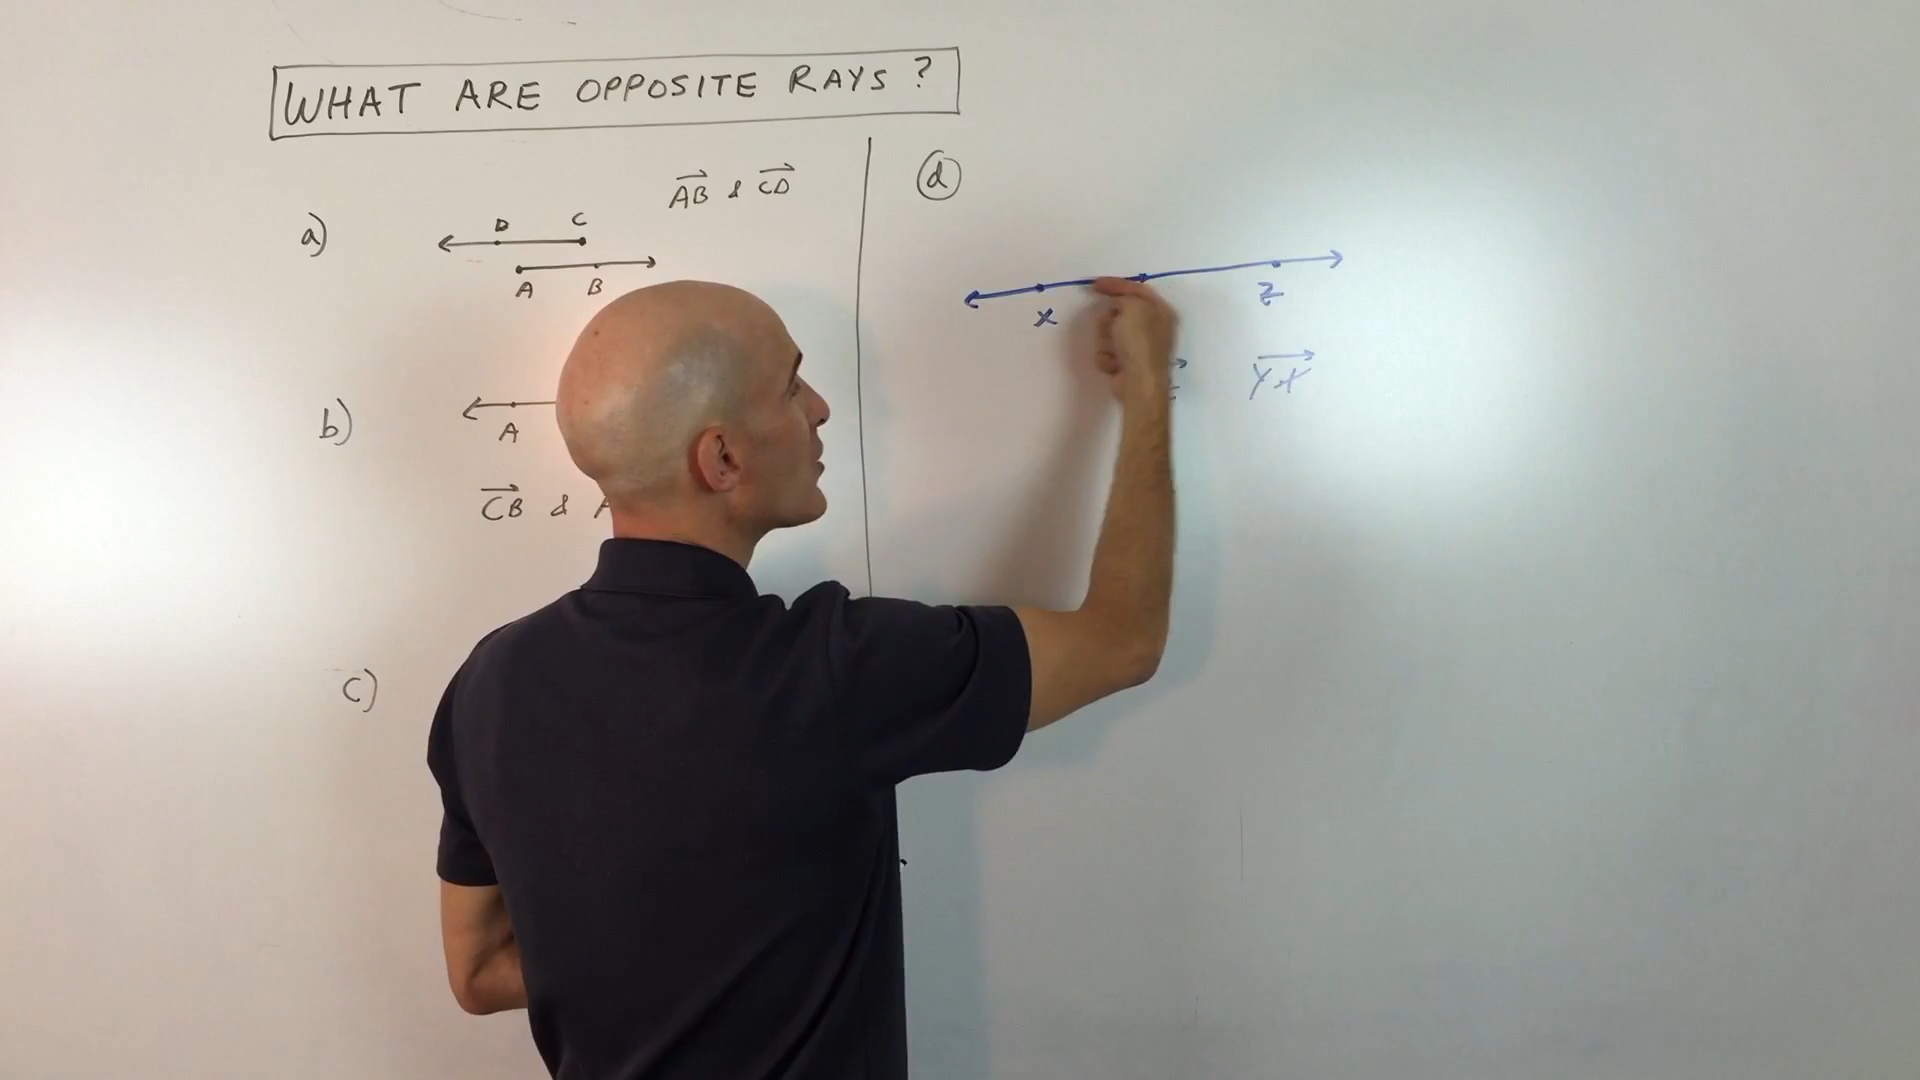 WHAT ARE OPPOSITE RAYS ?
a)
AB & CD
D C
A B
b)
A
CB & A
c)
d
X Z
YX